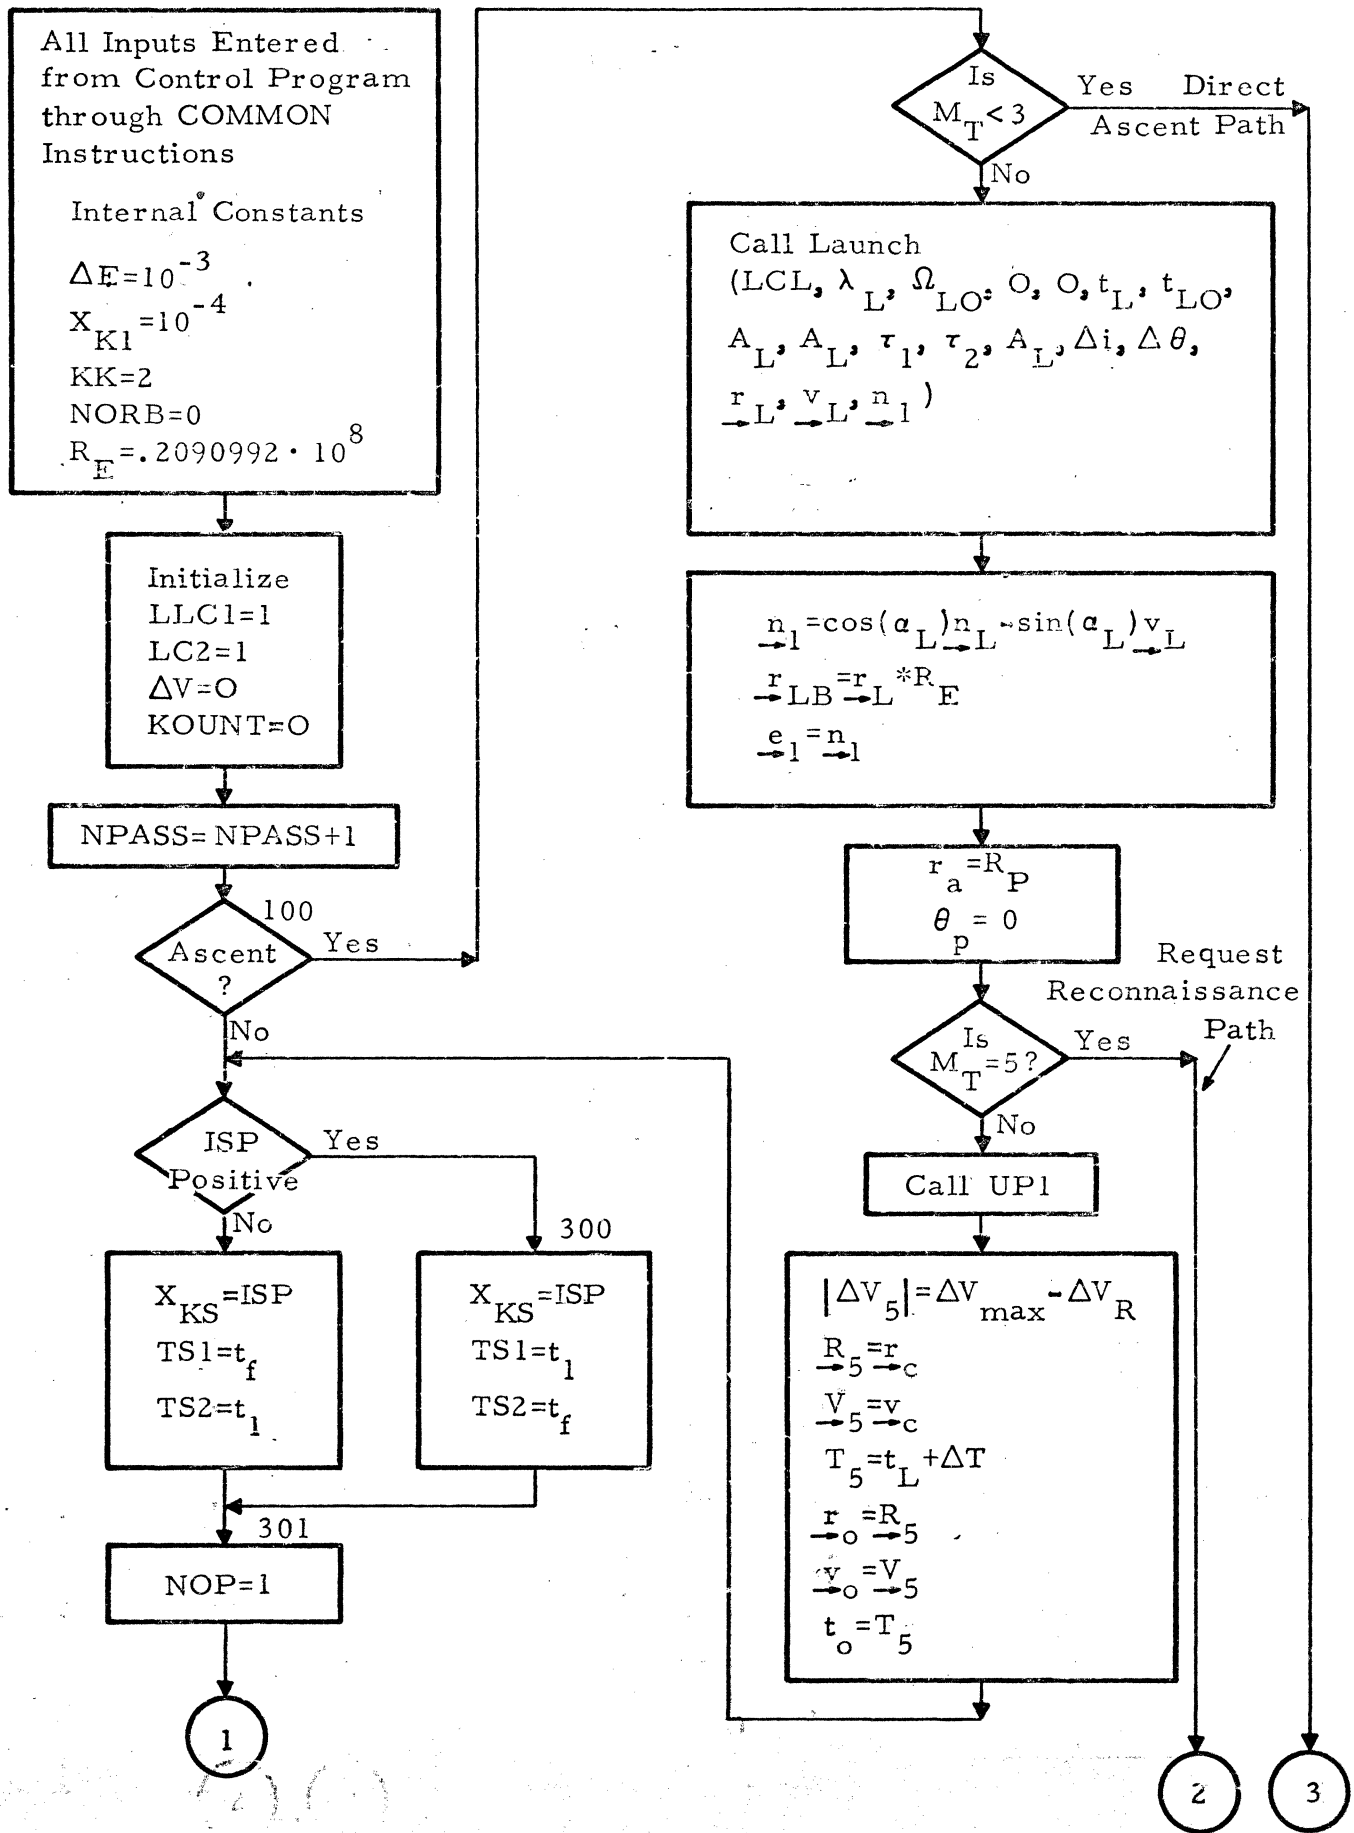 All Inputs Entered
from Control Program
through COMMON
Instructions
Internal Constants
ΔE=10^-3
X_K1=10^-4
KK=2
NORB=0
R_E=.2090992 · 10^8
Initialize
LLC1=1
LC2=1
ΔV=O
KOUNT=O
NPASS=NPASS+1
100
Ascent
?
Yes
No
ISP
Positive
Yes
No
X_KS=ISP
TS1=t_f
TS2=t_1
300
X_KS=ISP
TS1=t_1
TS2=t_f
301
NOP=1
1
Is
M_T<3
Yes Direct
Ascent Path
No
Call Launch
(LCL, λ_L, Ω_LO, O, O, t_L, t_LO,
A_L, A_L, τ_1, τ_2, A_L, Δi, Δθ,
r_L, v_L, n_1 )
n_1=cos(α_L)n_L-sin(α_L)v_L
r_LB=r_L*R_E
e_1=n_1
r_a=R_P
θ_p = 0
Request
Reconnaissance
Path
Is
M_T=5?
Yes
No
Call UP1
|ΔV_5|=ΔV_max-ΔV_R
R_5=r_c
V_5=v_c
T_5=t_L+ΔT
r_o=R_5
v_o=V_5
t_o=T_5
2
3